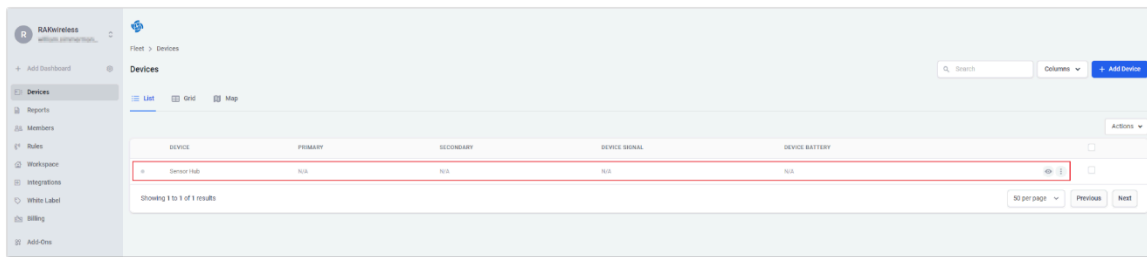 R
RAKwireless
Fleet > Devices
+ Add Dashboard
Devices
Search
Columns
+ Add Device
Devices
List
Grid
Map
Reports
Members
Actions
Rules
DEVICE
PRIMARY
SECONDARY
DEVICE SIGNAL
DEVICE BATTERY
Workspace
Sensor Hub
N/A
N/A
N/A
N/A
Integrations
White Label
Showing 1 to 1 of 1 results
50 per page
Previous
Next
Billing
Add-Ons